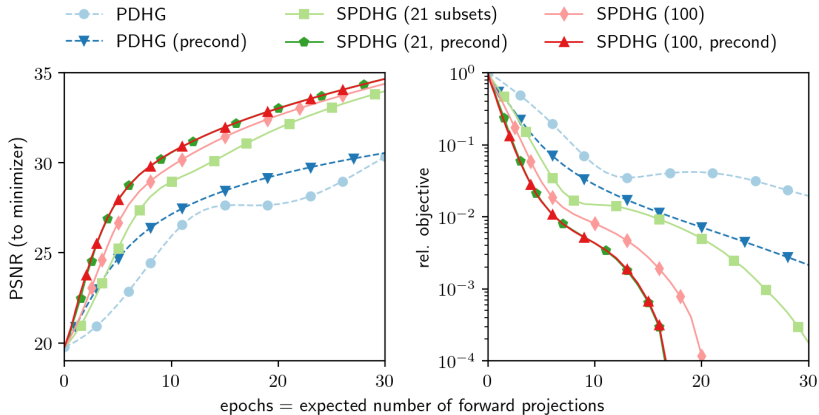 PDHG
SPDHG (21 subsets)
SPDHG (100)
PDHG (precond)
SPDHG (21, precond)
SPDHG (100, precond)
PSNR (to minimizer)
35
30
25
20
0
10
20
30
rel. objective
10^0
10^−1
10^−2
10^−3
10^−4
0
10
20
30
epochs = expected number of forward projections